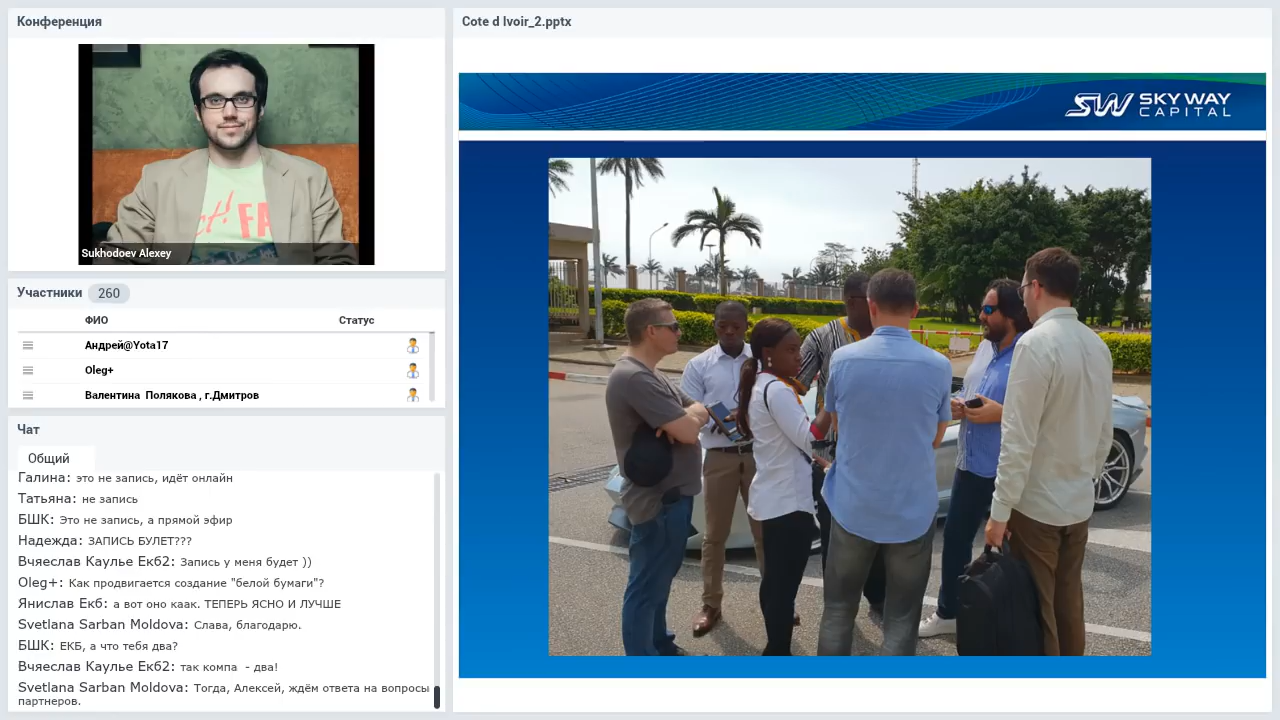 Конференция
Sukhodoev Alexey
Участники 260
ФИО Статус
Андрей@Yota17
Oleg+
Валентина Полякова , г.Дмитров
Чат
Общий
Галина: это не запись, идёт онлайн
Татьяна: не запись
БШК: Это не запись, а прямой эфир
Надежда: ЗАПИСЬ БУЛЕТ???
Вчяеслав Каулье Екб2: Запись у меня будет ))
Oleg+: Как продвигается создание "белой бумаги"?
Янислав Екб: а вот оно каак. ТЕПЕРЬ ЯСНО И ЛУЧШЕ
Svetlana Sarban Moldova: Слава, благодарю.
БШК: ЕКБ, а что тебя два?
Вчяеслав Каулье Екб2: так компа - два!
Svetlana Sarban Moldova: Тогда, Алексей, ждём ответа на вопросы
партнеров.
Cote d Ivoir_2.pptx
SW SKY WAY
CAPITAL